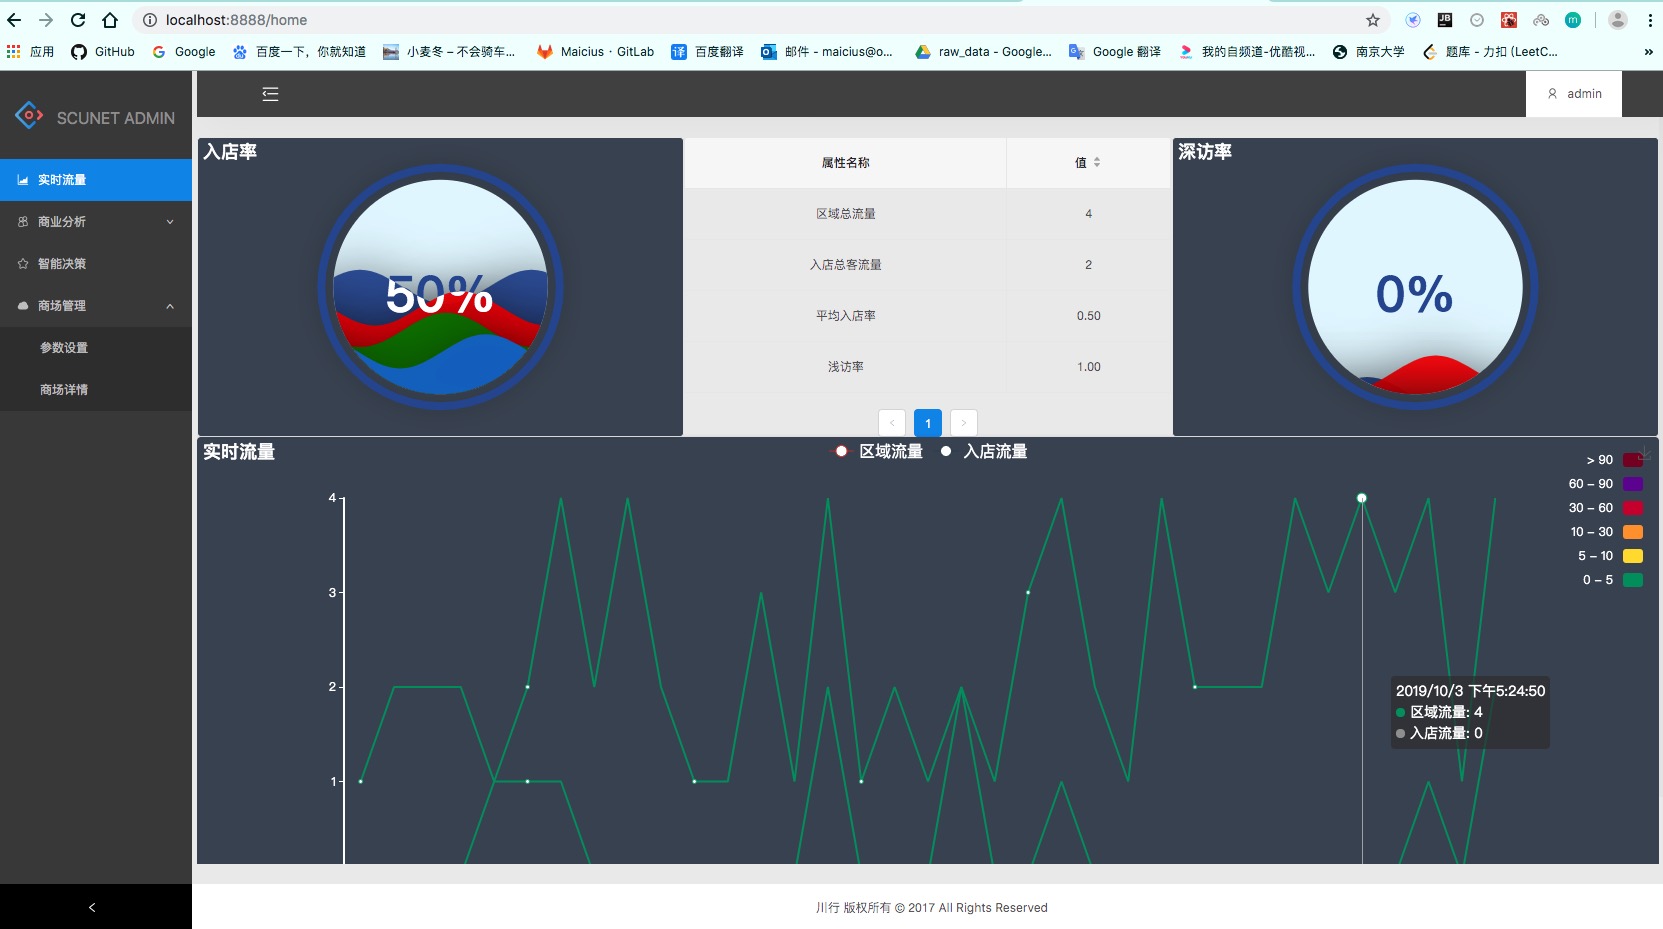 localhost:8888/home
应用 GitHub Google 百度一下，你就知道 小麦冬 – 不会骑车... Maicius · GitLab 百度翻译 邮件 - maicius@o... raw_data - Google... Google 翻译 我的自频道-优酷视... 南京大学 题库 - 力扣 (LeetC... »
JB m
SCUNET ADMIN
admin
实时流量
商业分析
智能决策
商场管理
参数设置
商场详情
入店率
50%
属性名称 值
区域总流量 4
入店总客流量 2
平均入店率 0.50
浅访率 1.00
< 1 >
深访率
0%
实时流量
区域流量 入店流量
> 90
60 – 90
30 – 60
10 – 30
5 – 10
0 – 5
4
3
2
1
2019/10/3 下午5:24:50
区域流量: 4
入店流量: 0
川行 版权所有 © 2017 All Rights Reserved